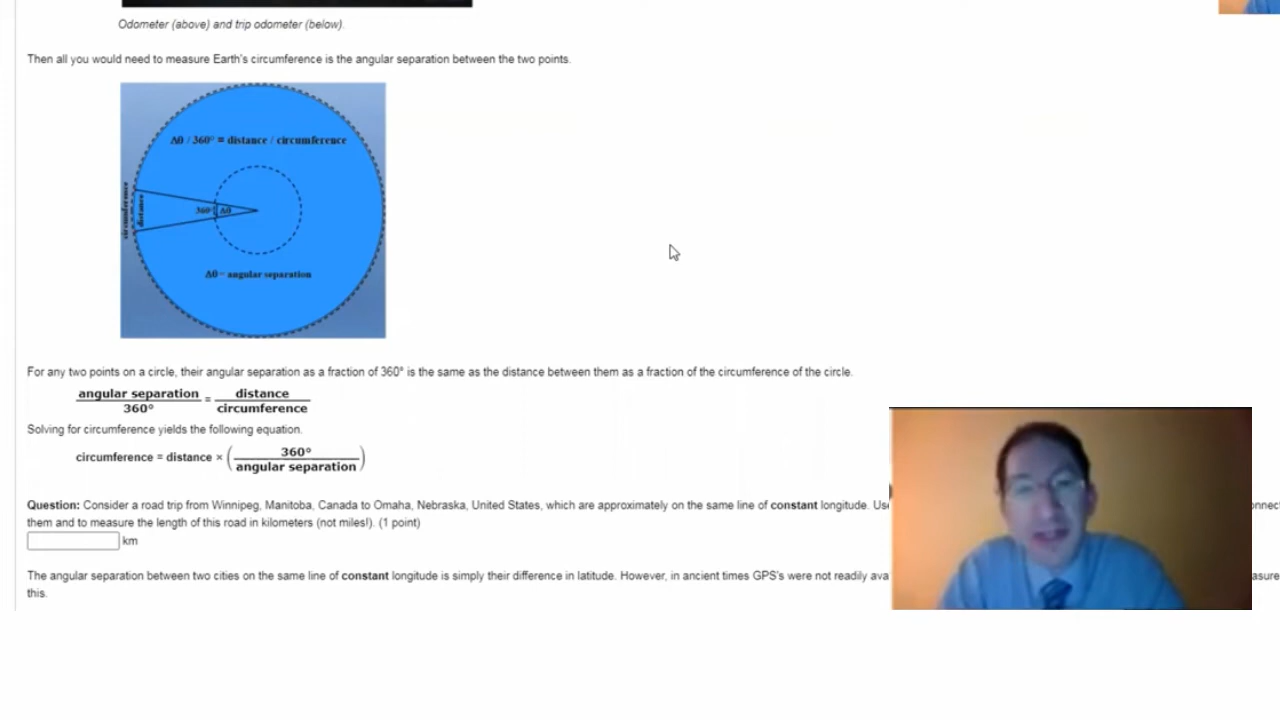 Odometer (above) and trip odometer (below).
Then all you would need to measure Earth's circumference is the angular separation between the two points.
Δθ / 360° = distance / circumference
circumference
distance
360°
Δθ
Δθ = angular separation
For any two points on a circle, their angular separation as a fraction of 360° is the same as the distance between them as a fraction of the circumference of the circle.
angular separation / 360° = distance / circumference
Solving for circumference yields the following equation.
circumference = distance × (360° / angular separation)
Question: Consider a road trip from Winnipeg, Manitoba, Canada to Omaha, Nebraska, United States, which are approximately on the same line of constant longitude.
them and to measure the length of this road in kilometers (not miles!). (1 point)
km
The angular separation between two cities on the same line of constant longitude is simply their difference in latitude. However, in ancient times GPS's were not readily
this.